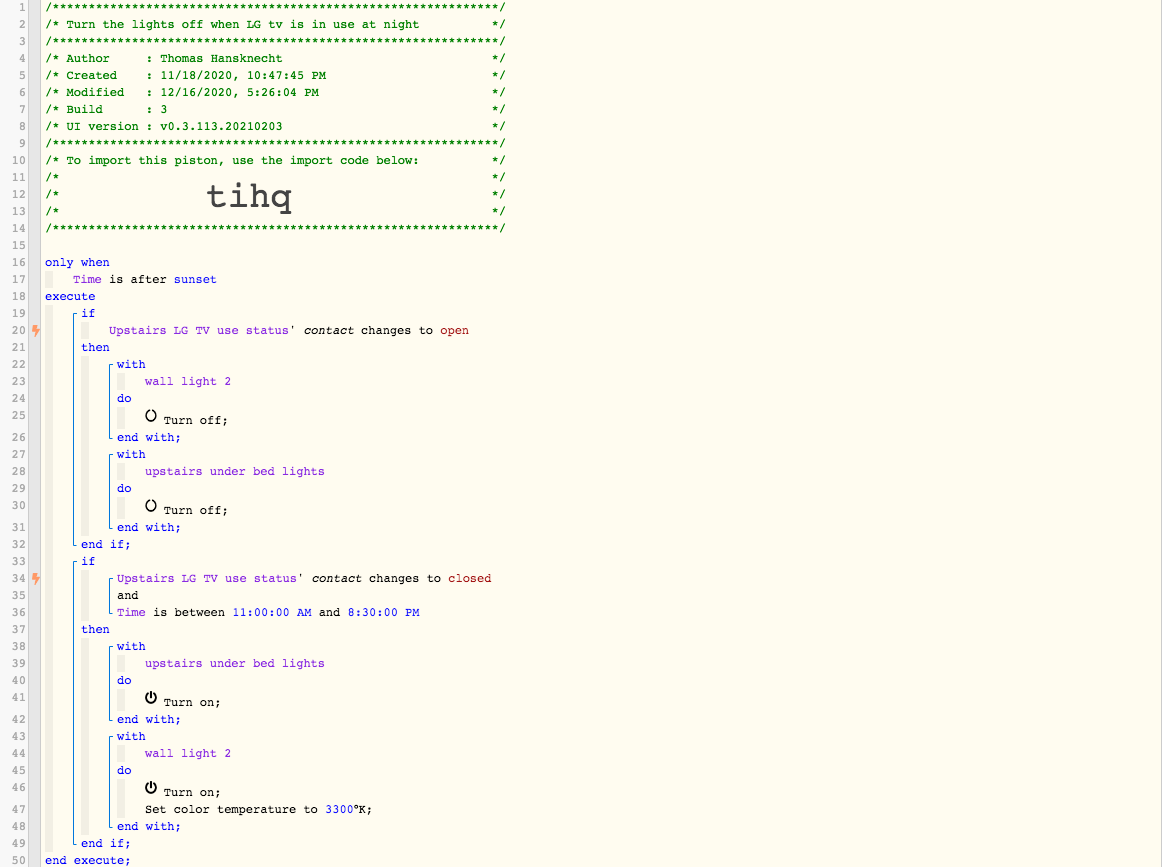 1 /**************************************************************/
2 /* Turn the lights off when LG tv is in use at night */
3 /**************************************************************/
4 /* Author : Thomas Hansknecht */
5 /* Created : 11/18/2020, 10:47:45 PM */
6 /* Modified : 12/16/2020, 5:26:04 PM */
7 /* Build : 3 */
8 /* UI version : v0.3.113.20210203 */
9 /**************************************************************/
10 /* To import this piston, use the import code below: */
11 /* */
12 /* tihq */
13 /* */
14 /**************************************************************/
15
16 only when
17 Time is after sunset
18 execute
19 if
20 Upstairs LG TV use status' contact changes to open
21 then
22 with
23 wall light 2
24 do
25 Turn off;
26 end with;
27 with
28 upstairs under bed lights
29 do
30 Turn off;
31 end with;
32 end if;
33 if
34 Upstairs LG TV use status' contact changes to closed
35 and
36 Time is between 11:00:00 AM and 8:30:00 PM
37 then
38 with
39 upstairs under bed lights
40 do
41 Turn on;
42 end with;
43 with
44 wall light 2
45 do
46 Turn on;
47 Set color temperature to 3300°K;
48 end with;
49 end if;
50 end execute;